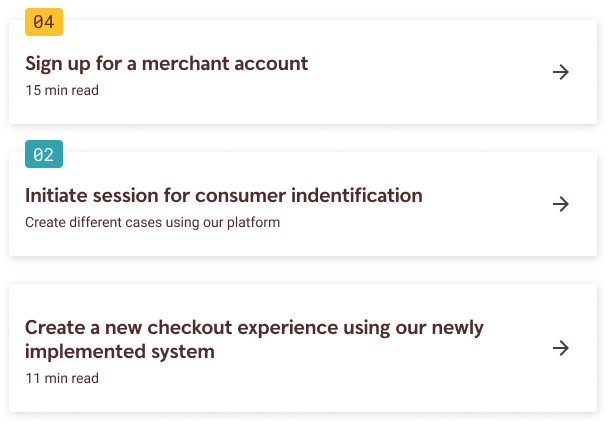 04
Sign up for a merchant account
15 min read
02
Initiate session for consumer indentification
Create different cases using our platform
Create a new checkout experience using our newly
implemented system
11 min read